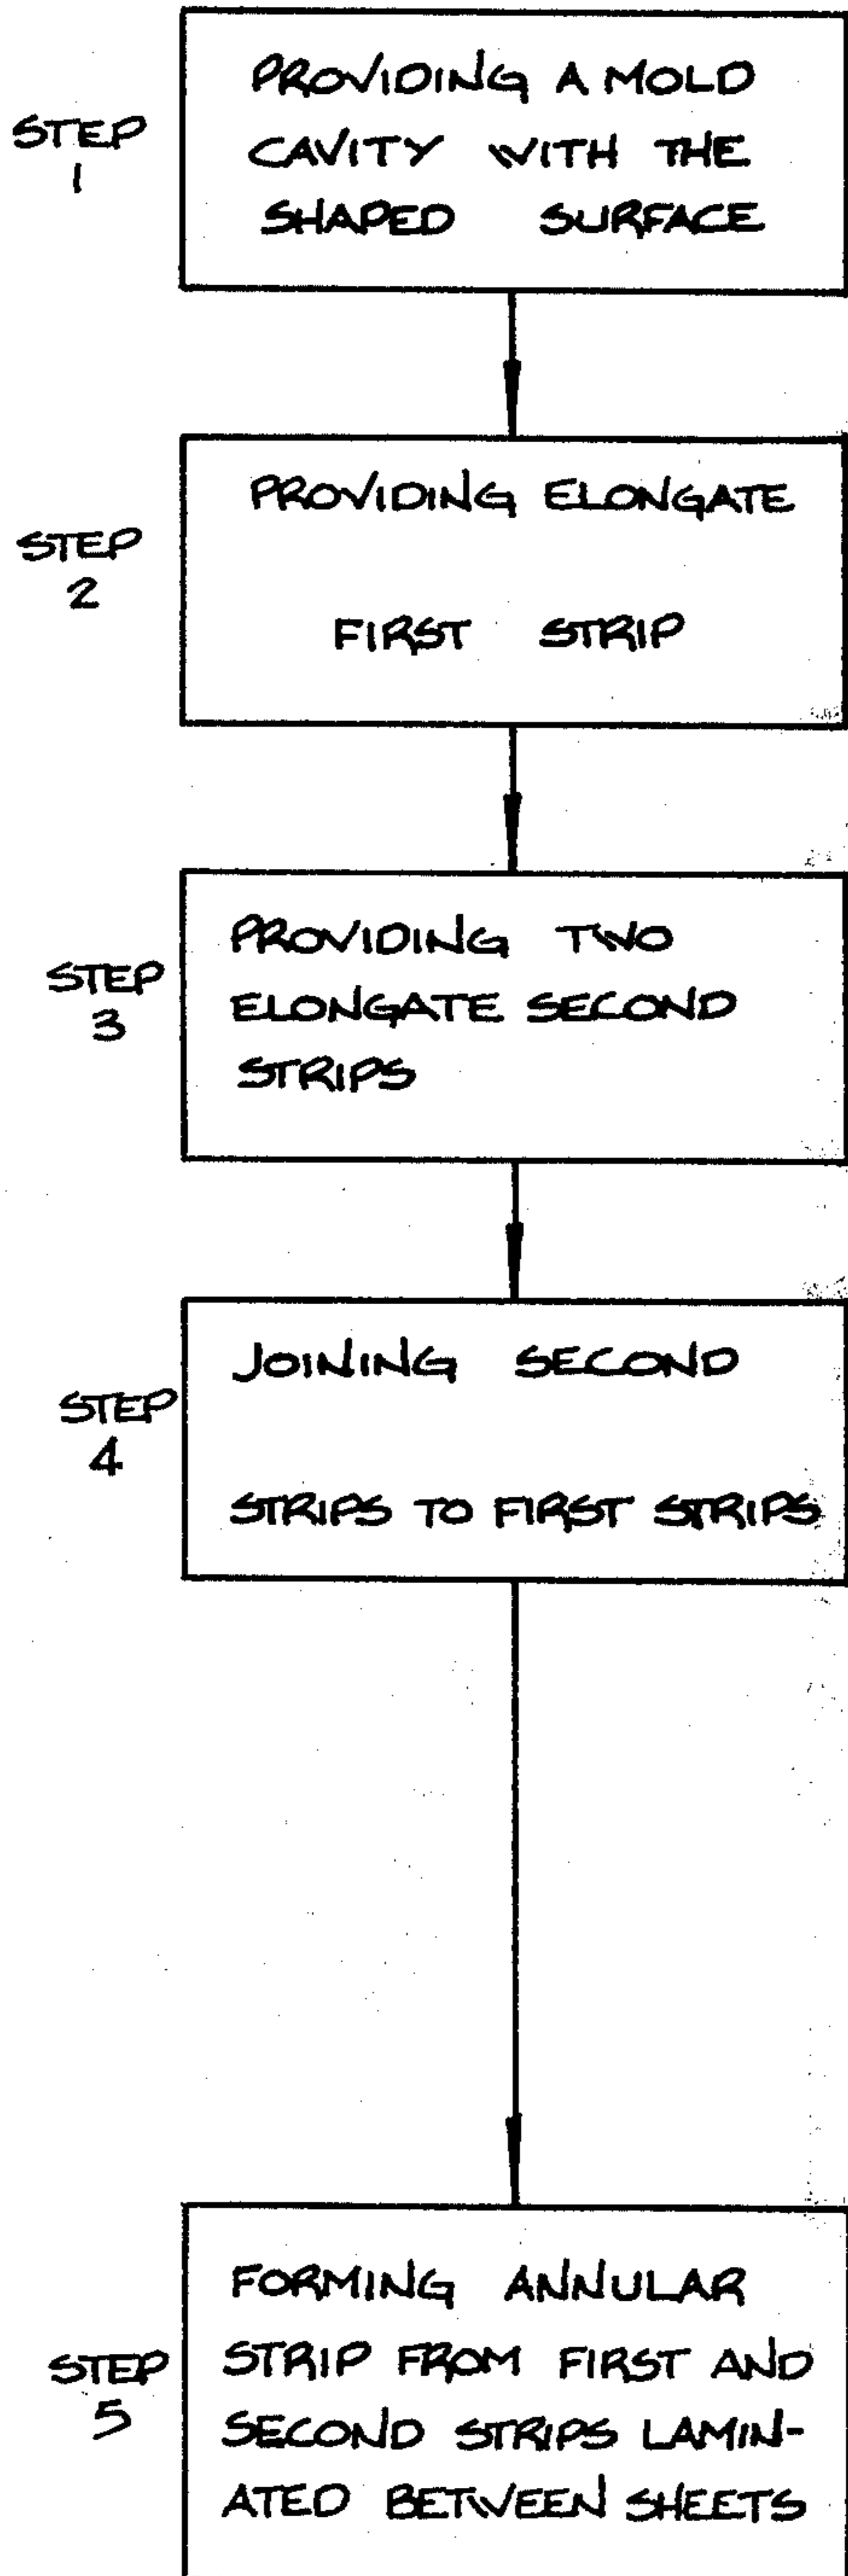 STEP
1
PROVIDING A MOLD
CAVITY WITH THE
SHAPED SURFACE
STEP
2
PROVIDING ELONGATE
FIRST STRIP
STEP
3
PROVIDING TWO
ELONGATE SECOND
STRIPS
STEP
4
JOINING SECOND
STRIPS TO FIRST STRIPS
STEP
5
FORMING ANNULAR
STRIP FROM FIRST AND
SECOND STRIPS LAMIN-
ATED BETWEEN SHEETS